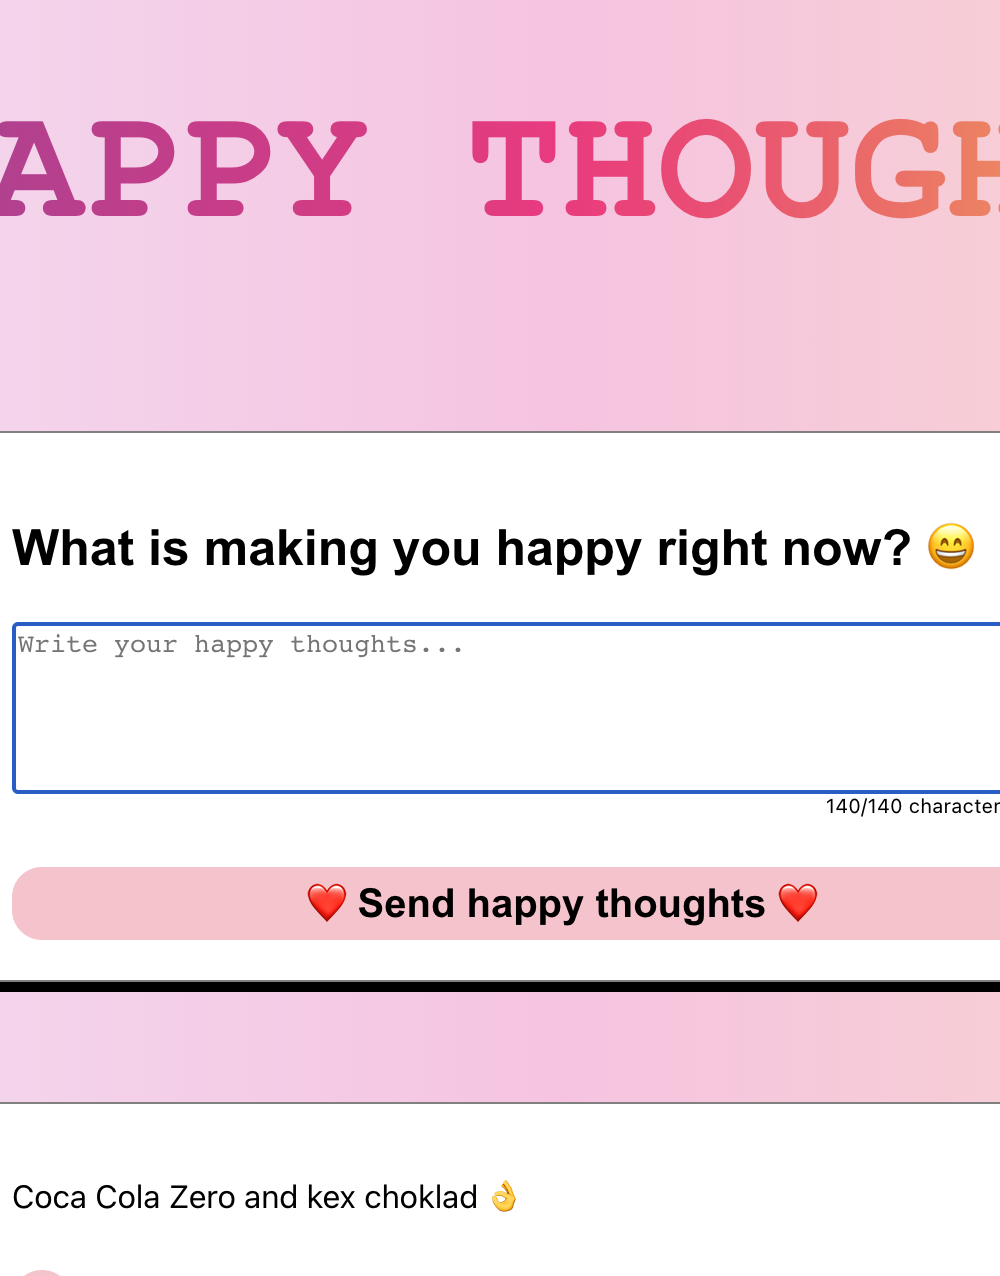 APPY THOUGH
What is making you happy right now? 😄
Write your happy thoughts...
140/140 character
❤️ Send happy thoughts ❤️
Coca Cola Zero and kex choklad 👌